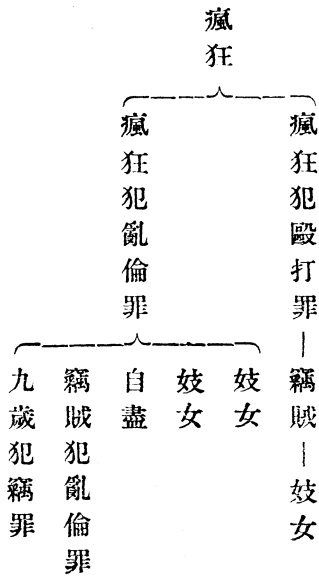 瘋狂
瘋狂犯毆打罪—竊賊—妓女
瘋狂犯亂倫罪
妓女
妓女
自盡
竊賊犯亂倫罪
九歲犯竊罪